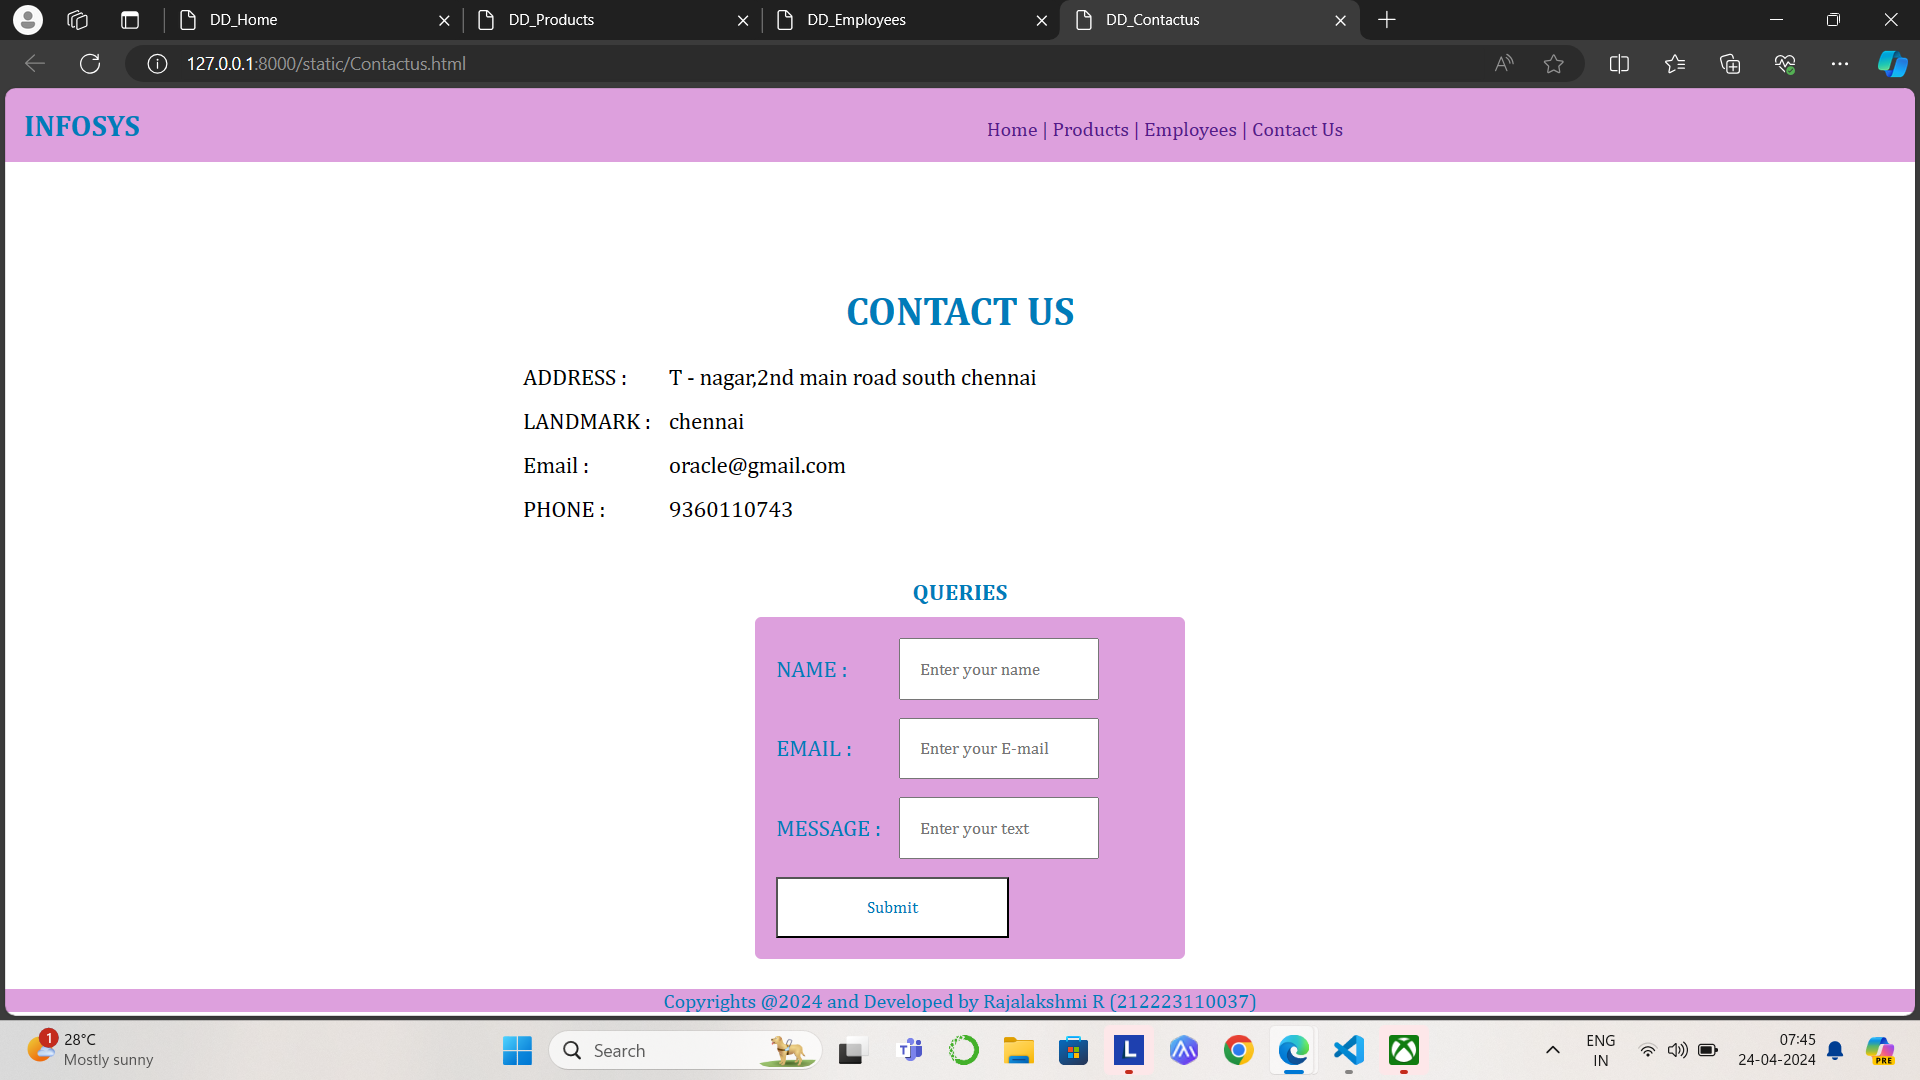 DD_Home
DD_Products
DD_Employees
DD_Contactus
127.0.0.1:8000/static/Contactus.html
INFOSYS
Home | Products | Employees | Contact Us
CONTACT US
ADDRESS : T - nagar,2nd main road south chennai
LANDMARK : chennai
Email : oracle@gmail.com
PHONE : 9360110743
QUERIES
NAME : Enter your name
EMAIL : Enter your E-mail
MESSAGE : Enter your text
Submit
Copyrights @2024 and Developed by Rajalakshmi R (212223110037)
1
28°C
Mostly sunny
Search
L
ENG
IN
07:45
24-04-2024
PRE